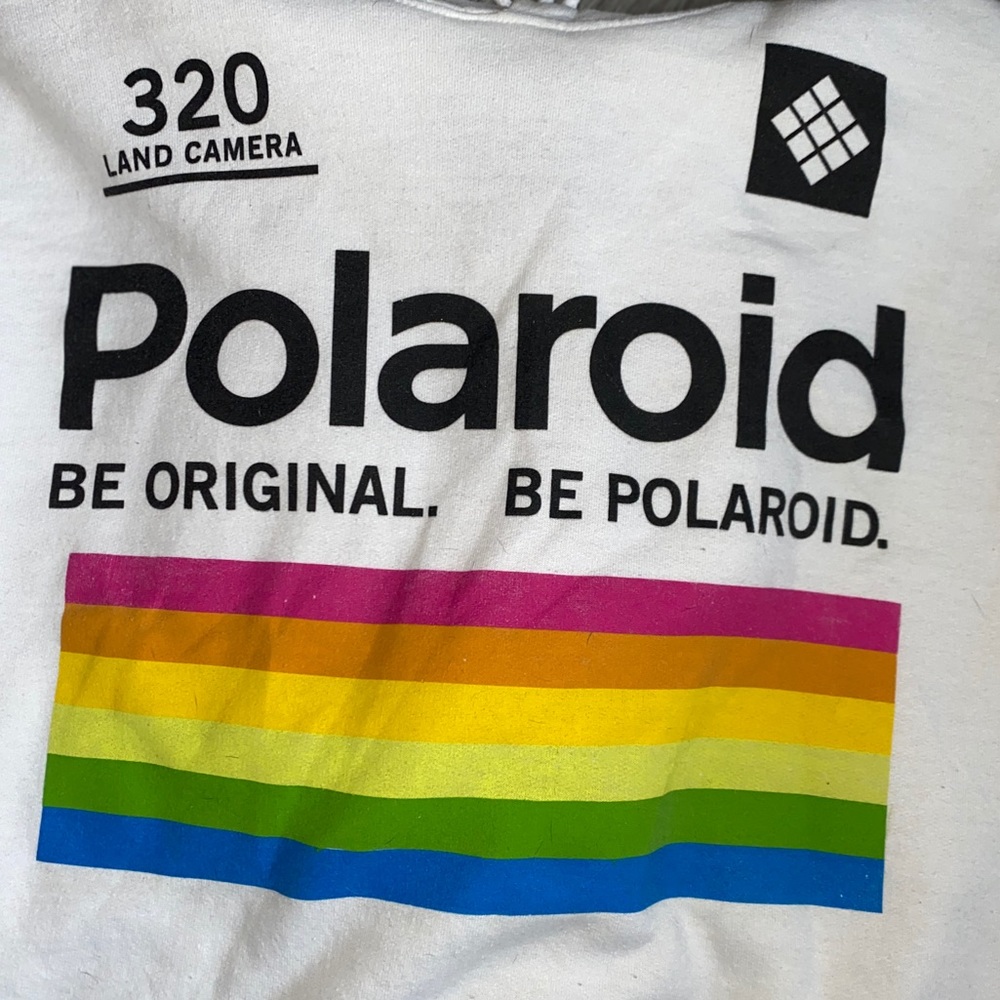 320
LAND CAMERA
Polaroid
BE ORIGINAL. BE POLAROID.